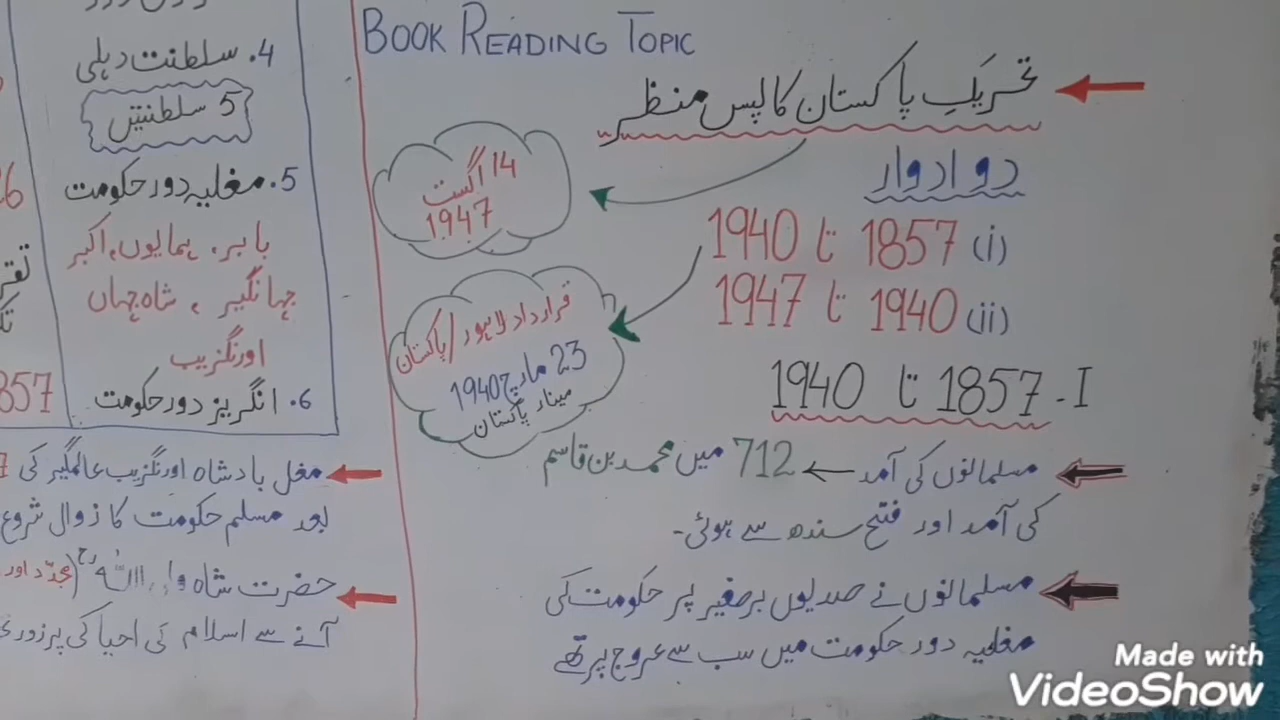 BOOK READING TOPIC
تحریکِ پاکستان کا پس منظر
دو ادوار
(i) 1857 تا 1940
(ii) 1940 تا 1947
14 اگست
1947
قرارداد لاہور/پاکستان
23 مارچ 1940
مینار پاکستان
I - 1857 تا 1940
مسلمانوں کی آمد ← 712 میں محمد بن قاسم
کی آمد اور فتح سندھ سے ہوئی۔
مسلمانوں نے صدیوں برصغیر پر حکومت کی
مغلیہ دور حکومت میں سب سے عروج پر تھے
4. سلطنت دہلی
5 سلطنتیں
5. مغلیہ دور حکومت
بابر، ہمایوں، اکبر
جہانگیر، شاہ جہاں
اورنگزیب
6. انگریز دور حکومت
857
مغل بادشاہ اورنگزیب عالمگیر کی
بعد مسلم حکومت کا زوال شروع
حضرت شاہ ولی اللہؒ (مجدّد اور
آنے سے اسلام کی احیا کی پرزور
Made with
VideoShow